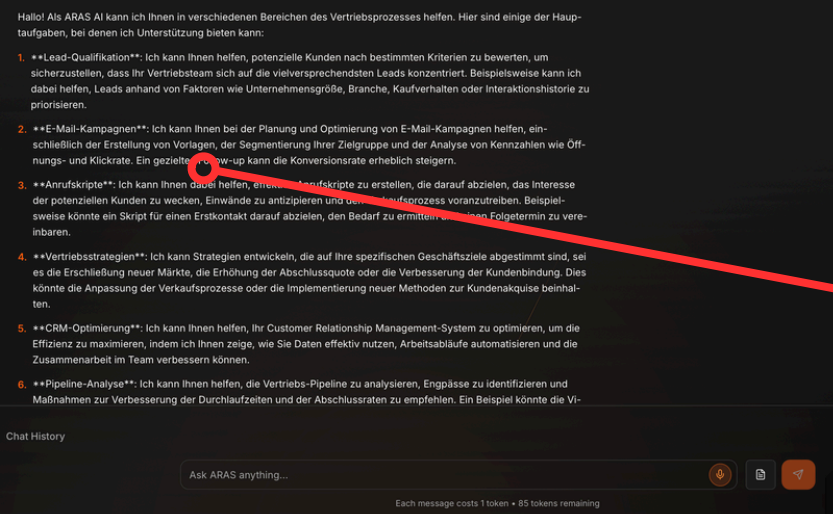 Hallo! Als ARAS AI kann ich Ihnen in verschiedenen Bereichen des Vertriebsprozesses helfen. Hier sind einige der Haup-
taufgaben, bei denen ich Unterstützung bieten kann:
1. **Lead-Qualifikation**: Ich kann Ihnen helfen, potenzielle Kunden nach bestimmten Kriterien zu bewerten, um
sicherzustellen, dass Ihr Vertriebsteam sich auf die vielversprechendsten Leads konzentriert. Beispielsweise kann ich
dabei helfen, Leads anhand von Faktoren wie Unternehmensgröße, Branche, Kaufverhalten oder Interaktionshistorie zu
priorisieren.
2. **E-Mail-Kampagnen**: Ich kann Ihnen bei der Planung und Optimierung von E-Mail-Kampagnen helfen, ein-
schließlich der Erstellung von Vorlagen, der Segmentierung Ihrer Zielgruppe und der Analyse von Kennzahlen wie Öff-
nungs- und Klickrate. Ein gezieltes Follow-up kann die Konversionsrate erheblich steigern.
3. **Anrufskripte**: Ich kann Ihnen dabei helfen, Anrufskripte zu erstellen, die darauf abzielen, das Interesse
der potenziellen Kunden zu wecken, Einwände zu antizipieren und den Verkaufsprozess voranzutreiben. Beispiel-
sweise könnte ein Skript für einen Erstkontakt darauf abzielen, den Bedarf zu ermitteln und einen Folgetermin zu vere-
inbaren.
4. **Vertriebsstrategien**: Ich kann Strategien entwickeln, die auf Ihre spezifischen Geschäftsziele abgestimmt sind, sei
es die Erschließung neuer Märkte, die Erhöhung der Abschlussquote oder die Verbesserung der Kundenbindung. Dies
könnte die Anpassung der Verkaufsprozesse oder die Implementierung neuer Methoden zur Kundenakquise beinhal-
ten.
5. **CRM-Optimierung**: Ich kann Ihnen helfen, Ihr Customer Relationship Management-System zu optimieren, um die
Effizienz zu maximieren, indem ich Ihnen zeige, wie Sie Daten effektiv nutzen, Arbeitsabläufe automatisieren und die
Zusammenarbeit im Team verbessern können.
6. **Pipeline-Analyse**: Ich kann Ihnen helfen, die Vertriebs-Pipeline zu analysieren, Engpässe zu identifizieren und
Maßnahmen zur Verbesserung der Durchlaufzeiten und der Abschlussraten zu empfehlen. Ein Beispiel könnte die Vi-
Chat History
Ask ARAS anything...
Each message costs 1 token • 85 tokens remaining